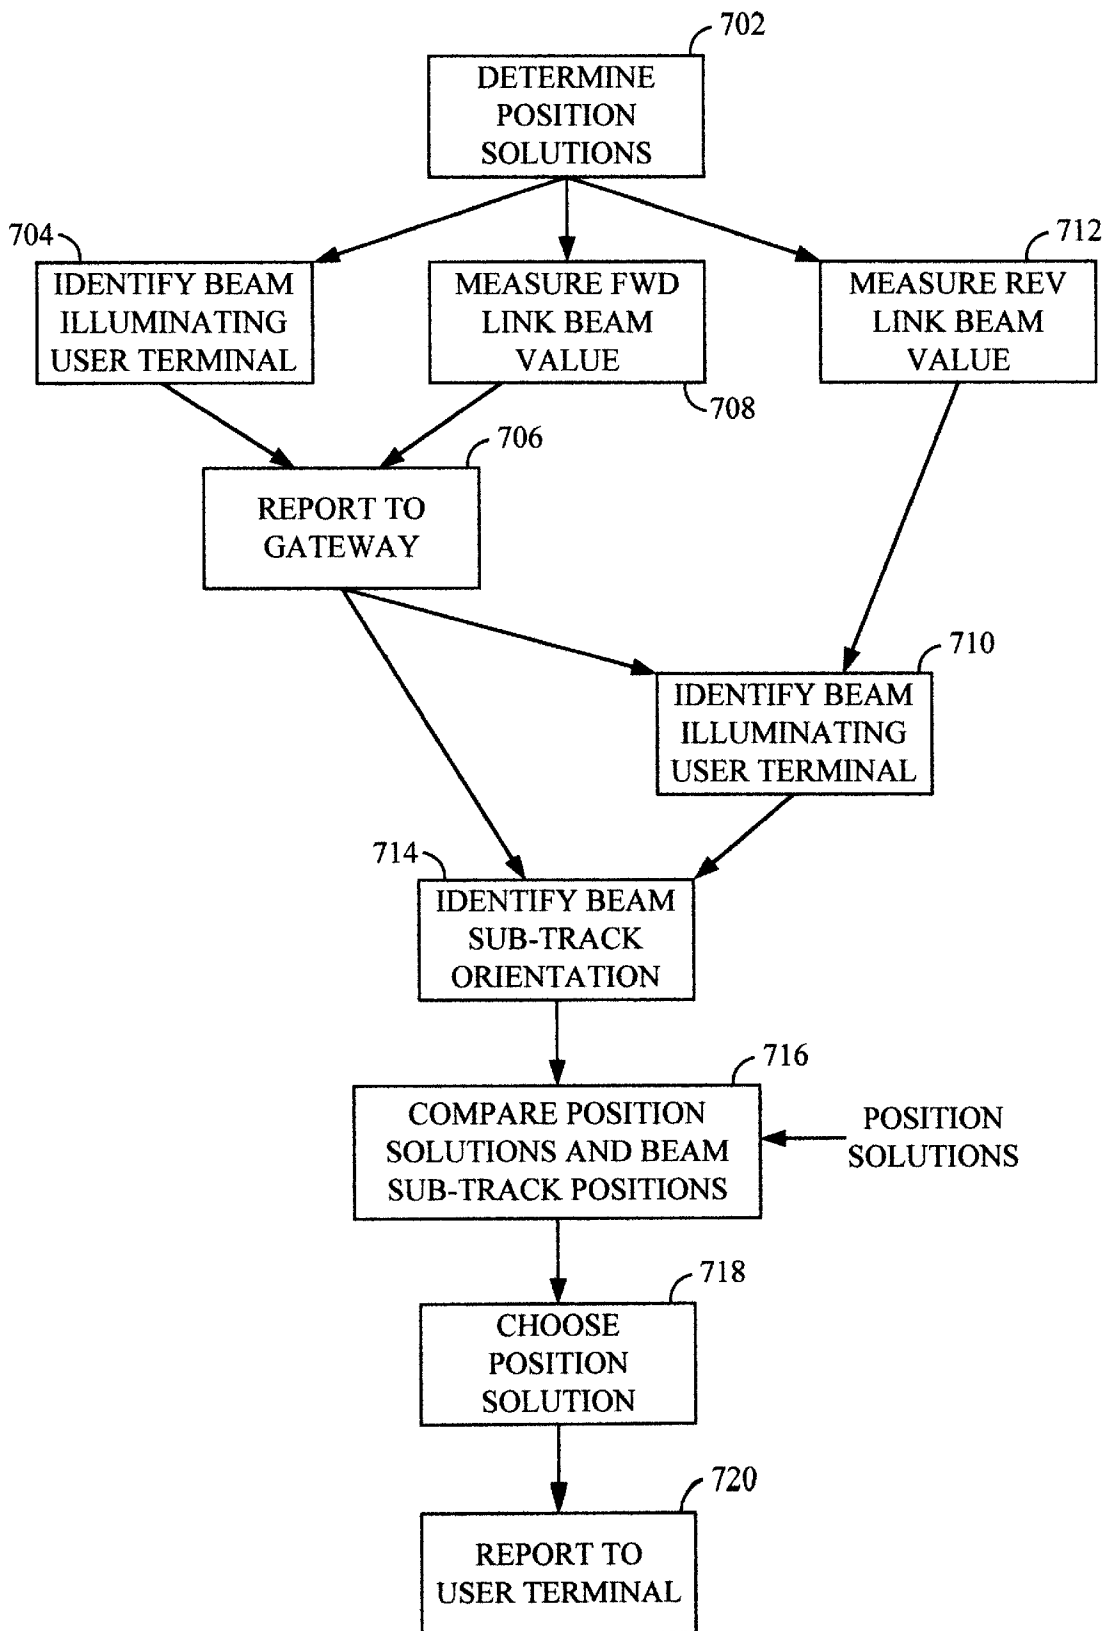 702
DETERMINE
POSITION
SOLUTIONS
704
IDENTIFY BEAM
ILLUMINATING
USER TERMINAL
MEASURE FWD
LINK BEAM
VALUE
708
712
MEASURE REV
LINK BEAM
VALUE
706
REPORT TO
GATEWAY
710
IDENTIFY BEAM
ILLUMINATING
USER TERMINAL
714
IDENTIFY BEAM
SUB-TRACK
ORIENTATION
716
COMPARE POSITION
SOLUTIONS AND BEAM
SUB-TRACK POSITIONS
POSITION
SOLUTIONS
718
CHOOSE
POSITION
SOLUTION
720
REPORT TO
USER TERMINAL